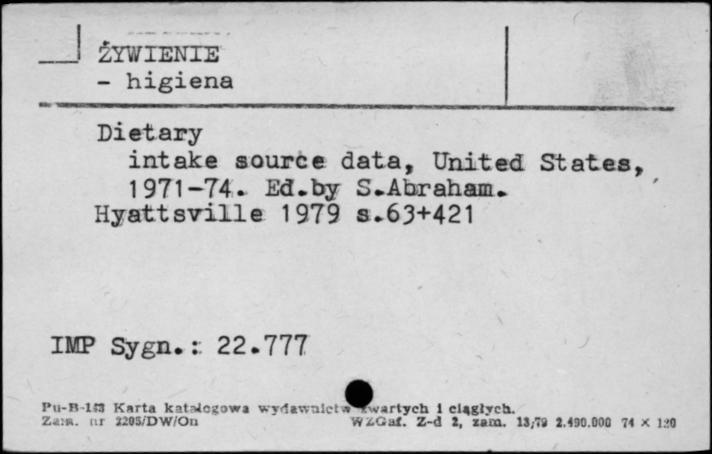 ŻYWIENIE
- higiena
Dietary
intake source data, United States,
1971-74. Ed.by S.Abraham.
Hyattsville 1979 s.63+421
IMP Sygn.: 22.777
Pu-B-153 Karta katalogowa wydawnictw zwartych i ciągłych.
Zam. nr 2205/DW/On WZGraf. Z-d 2, zam. 13/79 2.490.000 74 × 120